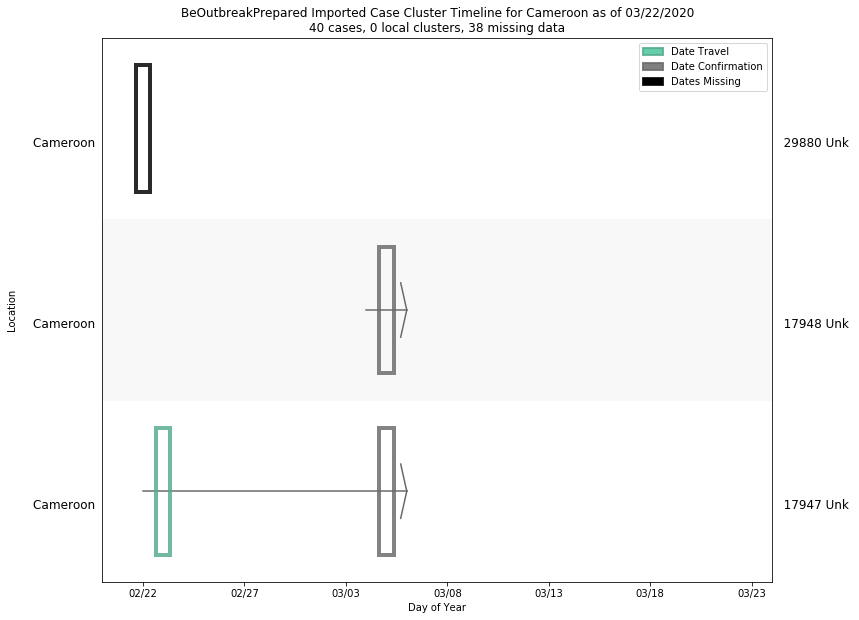 BeOutbreakPrepared Imported Case Cluster Timeline for Cameroon as of 03/22/2020
40 cases, 0 local clusters, 38 missing data
Date Travel
Date Confirmation
Dates Missing
Cameroon
29880 Unk
Location
Cameroon
17948 Unk
Cameroon
17947 Unk
02/22
02/27
03/03
03/08
03/13
03/18
03/23
Day of Year